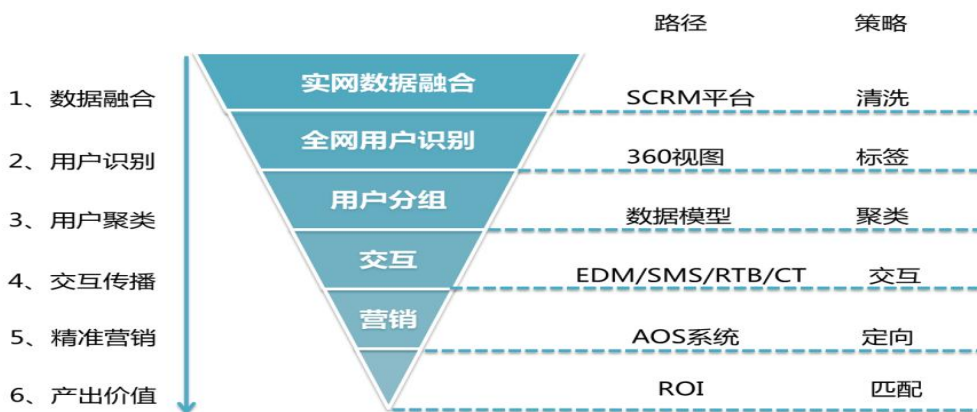 路径 策略
1、数据融合 实网数据融合 SCRM平台 清洗
2、用户识别 全网用户识别 360视图 标签
3、用户聚类 用户分组 数据模型 聚类
4、交互传播 交互 EDM/SMS/RTB/CT 交互
5、精准营销 营销 AOS系统 定向
6、产出价值 ROI 匹配